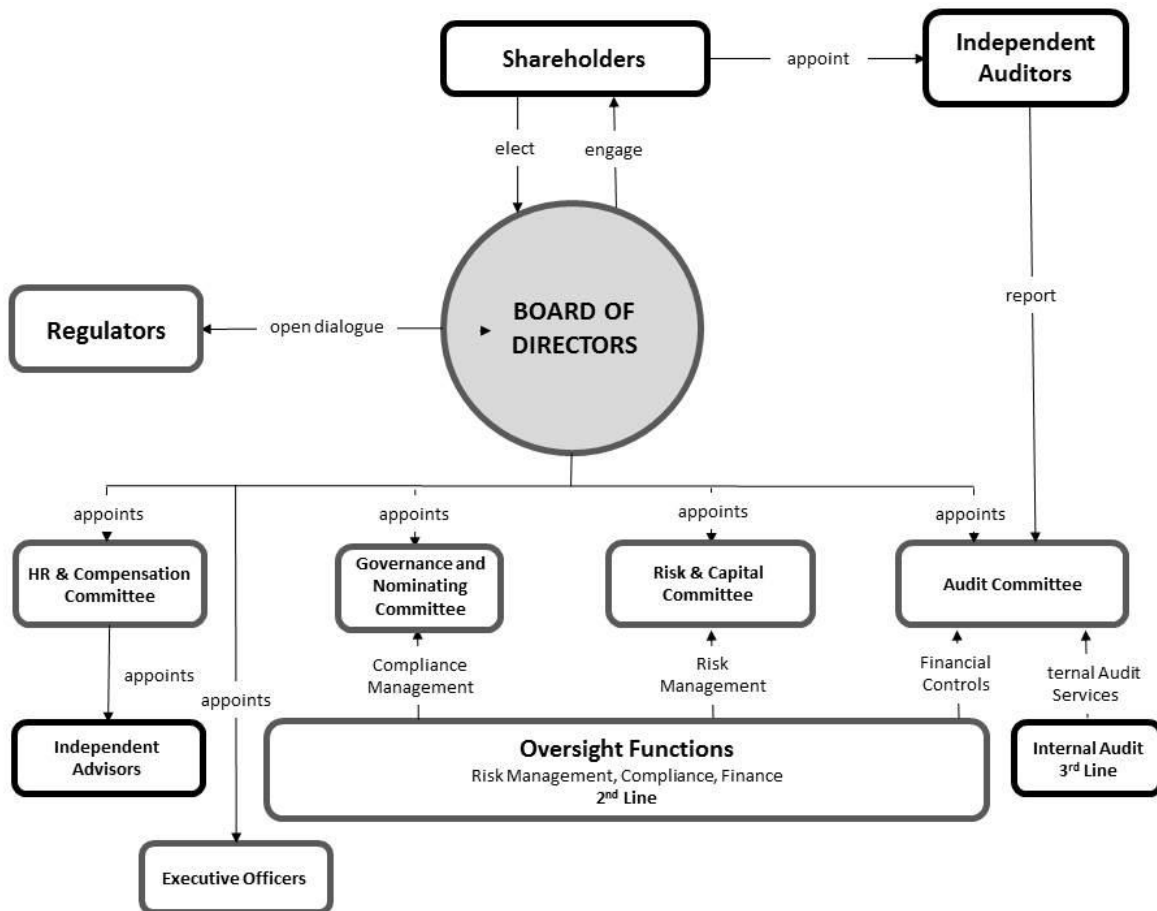 Shareholders
appoint
Independent
Auditors
elect
engage
report
Regulators
open dialogue
BOARD OF
DIRECTORS
appoints
appoints
appoints
appoints
HR & Compensation
Committee
Governance and
Nominating
Committee
Risk & Capital
Committee
Audit Committee
appoints
appoints
Compliance
Management
Risk
Management
Financial
Controls
ternal Audit
Services
Independent
Advisors
Oversight Functions
Risk Management, Compliance, Finance
2nd Line
Internal Audit
3rd Line
Executive Officers